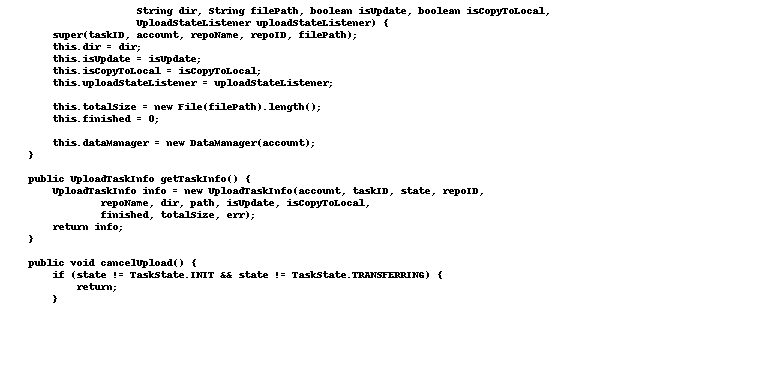 String dir, String filePath, boolean isUpdate, boolean isCopyToLocal,
UploadStateListener uploadStateListener) {
super(taskID, account, repoName, repoID, filePath);
this.dir = dir;
this.isUpdate = isUpdate;
this.isCopyToLocal = isCopyToLocal;
this.uploadStateListener = uploadStateListener;
this.totalSize = new File(filePath).length();
this.finished = 0;
this.dataManager = new DataManager(account);
}
public UploadTaskInfo getTaskInfo() {
UploadTaskInfo info = new UploadTaskInfo(account, taskID, state, repoID,
repoName, dir, path, isUpdate, isCopyToLocal,
finished, totalSize, err);
return info;
}
public void cancelUpload() {
if (state != TaskState.INIT && state != TaskState.TRANSFERRING) {
return;
}